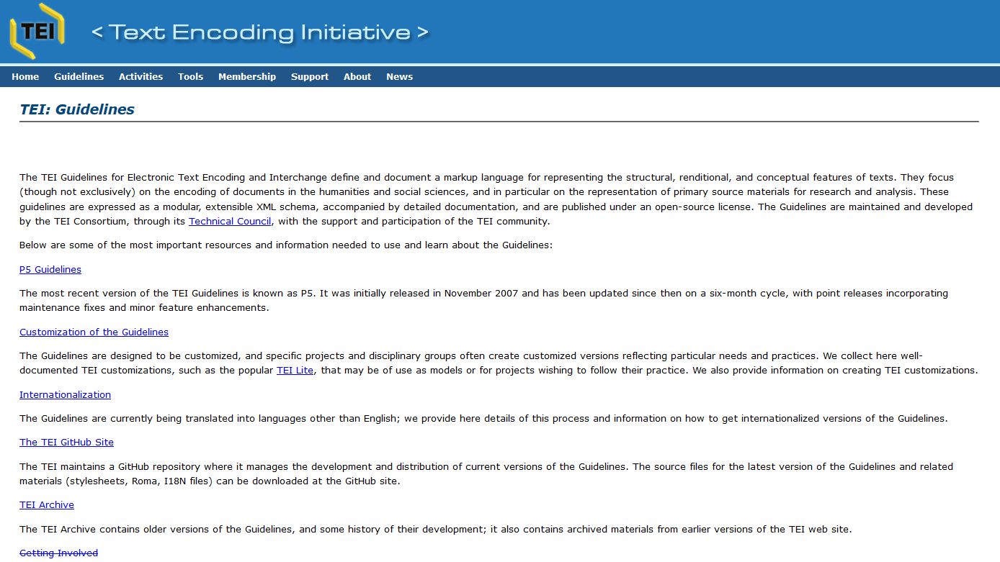 TEI
< Text Encoding Initiative >
Home Guidelines Activities Tools Membership Support About News
TEI: Guidelines
The TEI Guidelines for Electronic Text Encoding and Interchange define and document a markup language for representing the structural, renditional, and conceptual features of texts. They focus
(though not exclusively) on the encoding of documents in the humanities and social sciences, and in particular on the representation of primary source materials for research and analysis. These
guidelines are expressed as a modular, extensible XML schema, accompanied by detailed documentation, and are published under an open-source license. The Guidelines are maintained and developed
by the TEI Consortium, through its Technical Council, with the support and participation of the TEI community.
Below are some of the most important resources and information needed to use and learn about the Guidelines:
P5 Guidelines
The most recent version of the TEI Guidelines is known as P5. It was initially released in November 2007 and has been updated since then on a six-month cycle, with point releases incorporating
maintenance fixes and minor feature enhancements.
Customization of the Guidelines
The Guidelines are designed to be customized, and specific projects and disciplinary groups often create customized versions reflecting particular needs and practices. We collect here well-
documented TEI customizations, such as the popular TEI Lite, that may be of use as models or for projects wishing to follow their practice. We also provide information on creating TEI customizations.
Internationalization
The Guidelines are currently being translated into languages other than English; we provide here details of this process and information on how to get internationalized versions of the Guidelines.
The TEI GitHub Site
The TEI maintains a GitHub repository where it manages the development and distribution of current versions of the Guidelines. The source files for the latest version of the Guidelines and related
materials (stylesheets, Roma, I18N files) can be downloaded at the GitHub site.
TEI Archive
The TEI Archive contains older versions of the Guidelines, and some history of their development; it also contains archived materials from earlier versions of the TEI web site.
Getting Involved